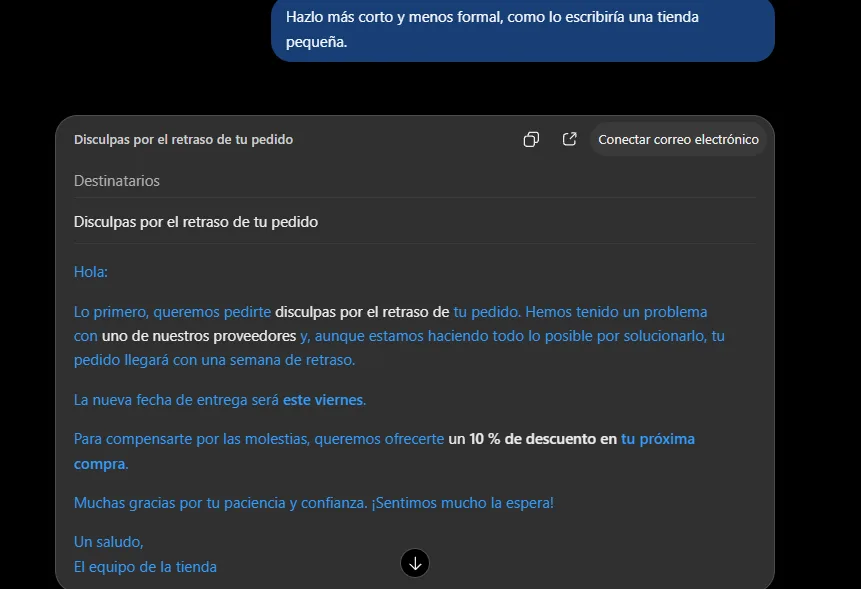 Hazlo más corto y menos formal, como lo escribiría una tienda
pequeña.
Disculpas por el retraso de tu pedido
Conectar correo electrónico
Destinatarios
Disculpas por el retraso de tu pedido
Hola:
Lo primero, queremos pedirte disculpas por el retraso de tu pedido. Hemos tenido un problema
con uno de nuestros proveedores y, aunque estamos haciendo todo lo posible por solucionarlo, tu
pedido llegará con una semana de retraso.
La nueva fecha de entrega será este viernes.
Para compensarte por las molestias, queremos ofrecerte un 10 % de descuento en tu próxima
compra.
Muchas gracias por tu paciencia y confianza. ¡Sentimos mucho la espera!
Un saludo,
El equipo de la tienda